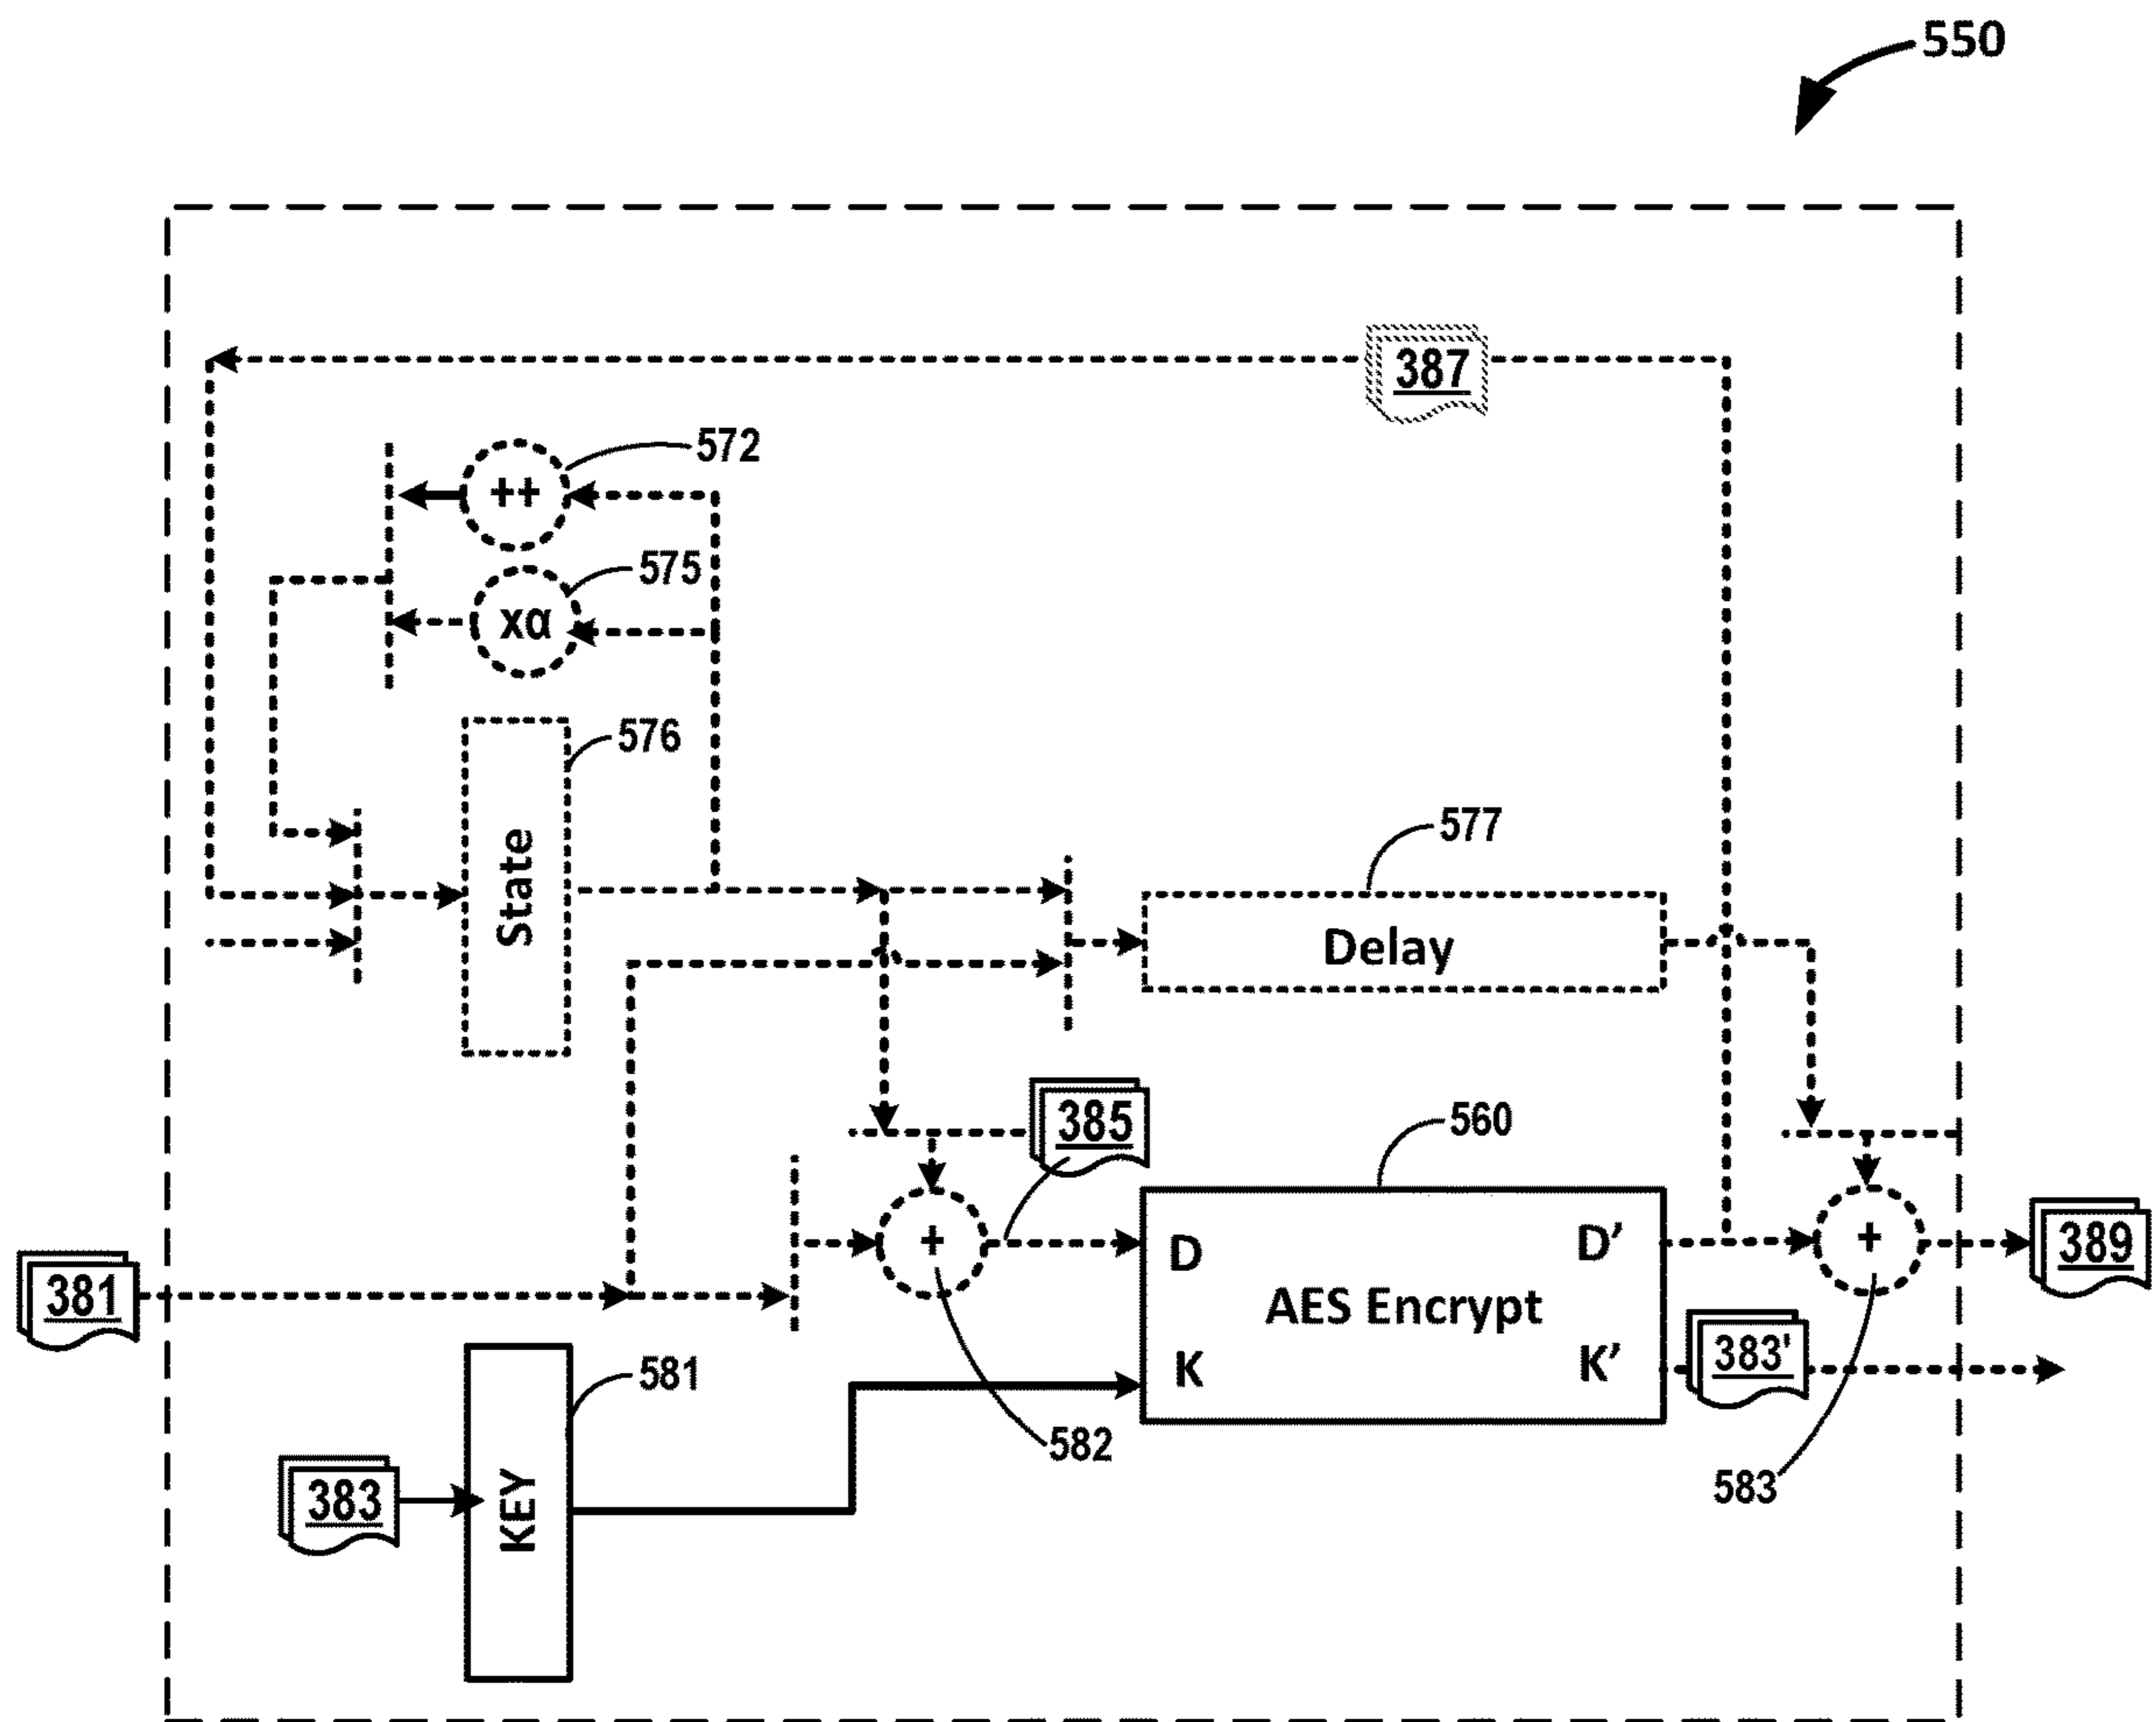 550
387
572
++
575
xα
576
State
577
Delay
385
560
+
D
D’
+
389
381
AES Encrypt
581
K
K’
383'
582
383
KEY
583